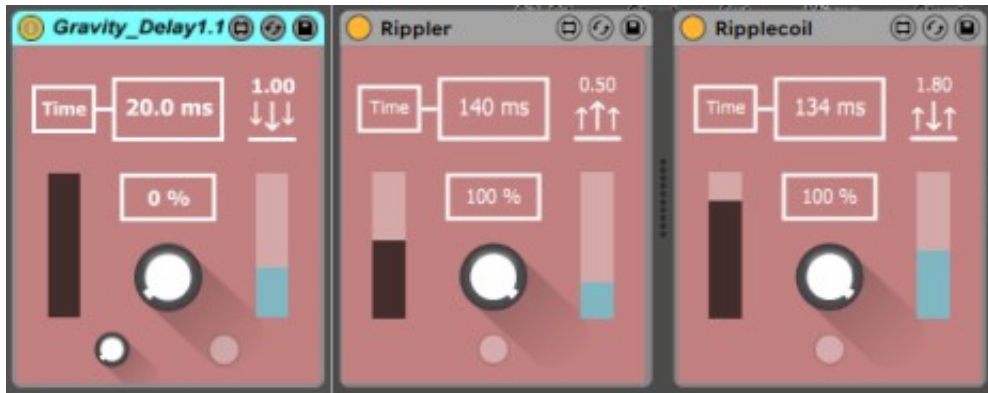 Gravity_Delay1.1
Time
20.0 ms
1.00
0 %
Rippler
Time
140 ms
0.50
100 %
Ripplecoil
Time
134 ms
1.80
100 %